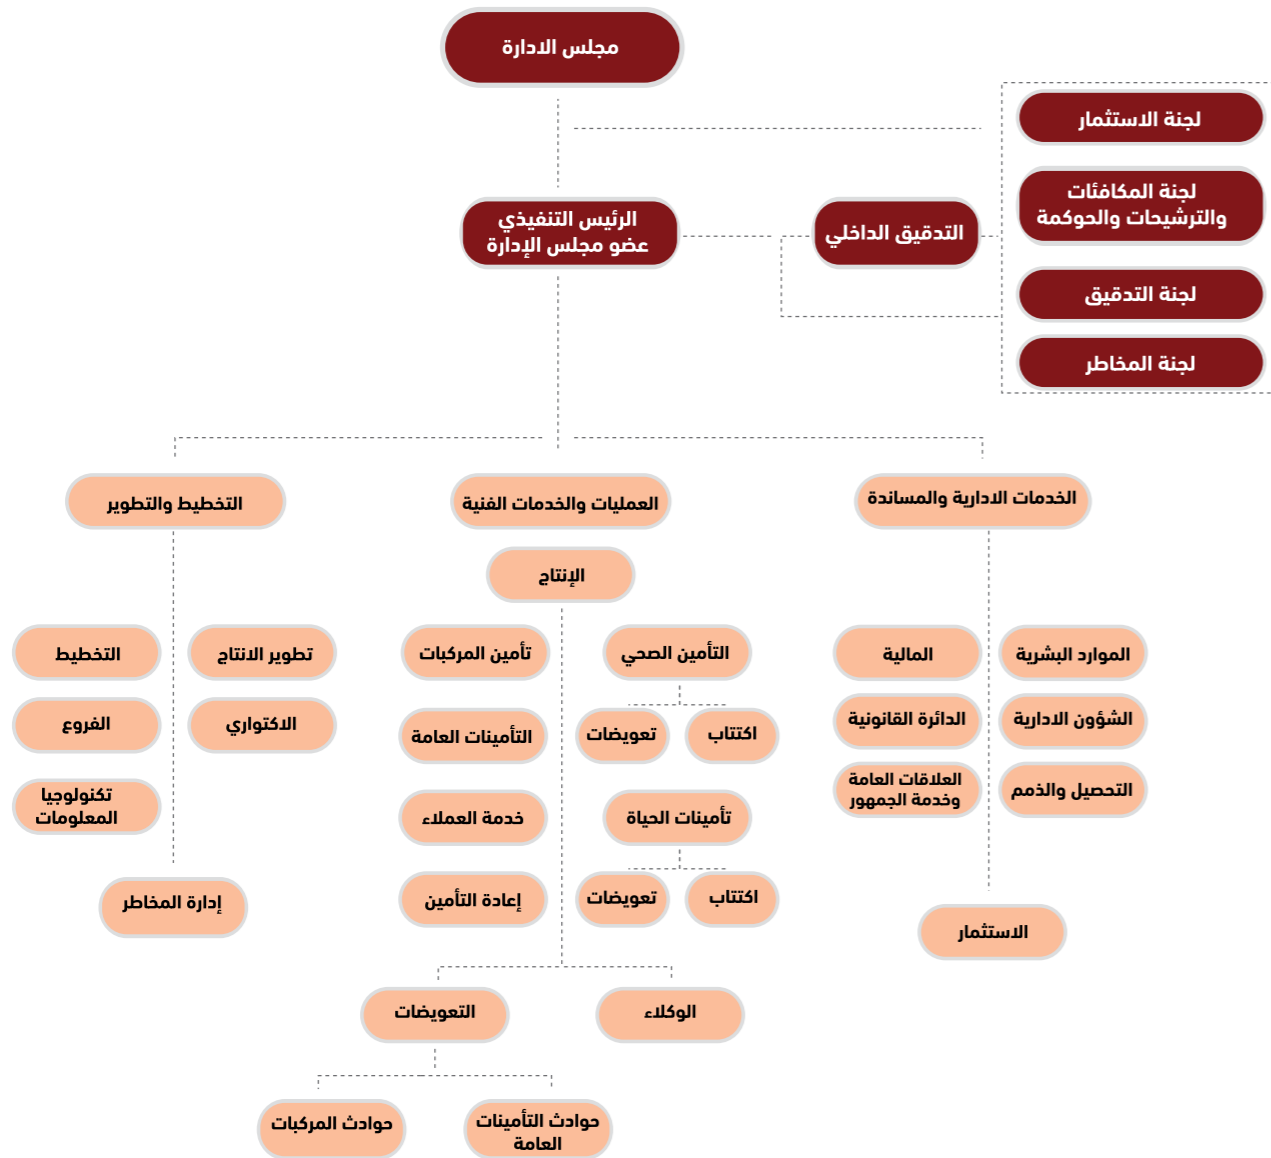 مجلس الادارة
لجنة الاستثمار
لجنة المكافئات
والترشيحات والحوكمة
لجنة التدقيق
لجنة المخاطر
التدقيق الداخلي
الرئيس التنفيذي
عضو مجلس الإدارة
الخدمات الادارية والمساندة
العمليات والخدمات الفنية
التخطيط والتطوير
الموارد البشرية
المالية
الشؤون الادارية
الدائرة القانونية
التحصيل والذمم
العلاقات العامة
وخدمة الجمهور
الاستثمار
الإنتاج
التأمين الصحي
تأمين المركبات
اكتتاب
تعويضات
التأمينات العامة
تأمينات الحياة
خدمة العملاء
اكتتاب
تعويضات
إعادة التأمين
الوكلاء
التعويضات
حوادث التأمينات
العامة
حوادث المركبات
تطوير الانتاج
التخطيط
الاكتواري
الفروع
تكنولوجيا
المعلومات
إدارة المخاطر